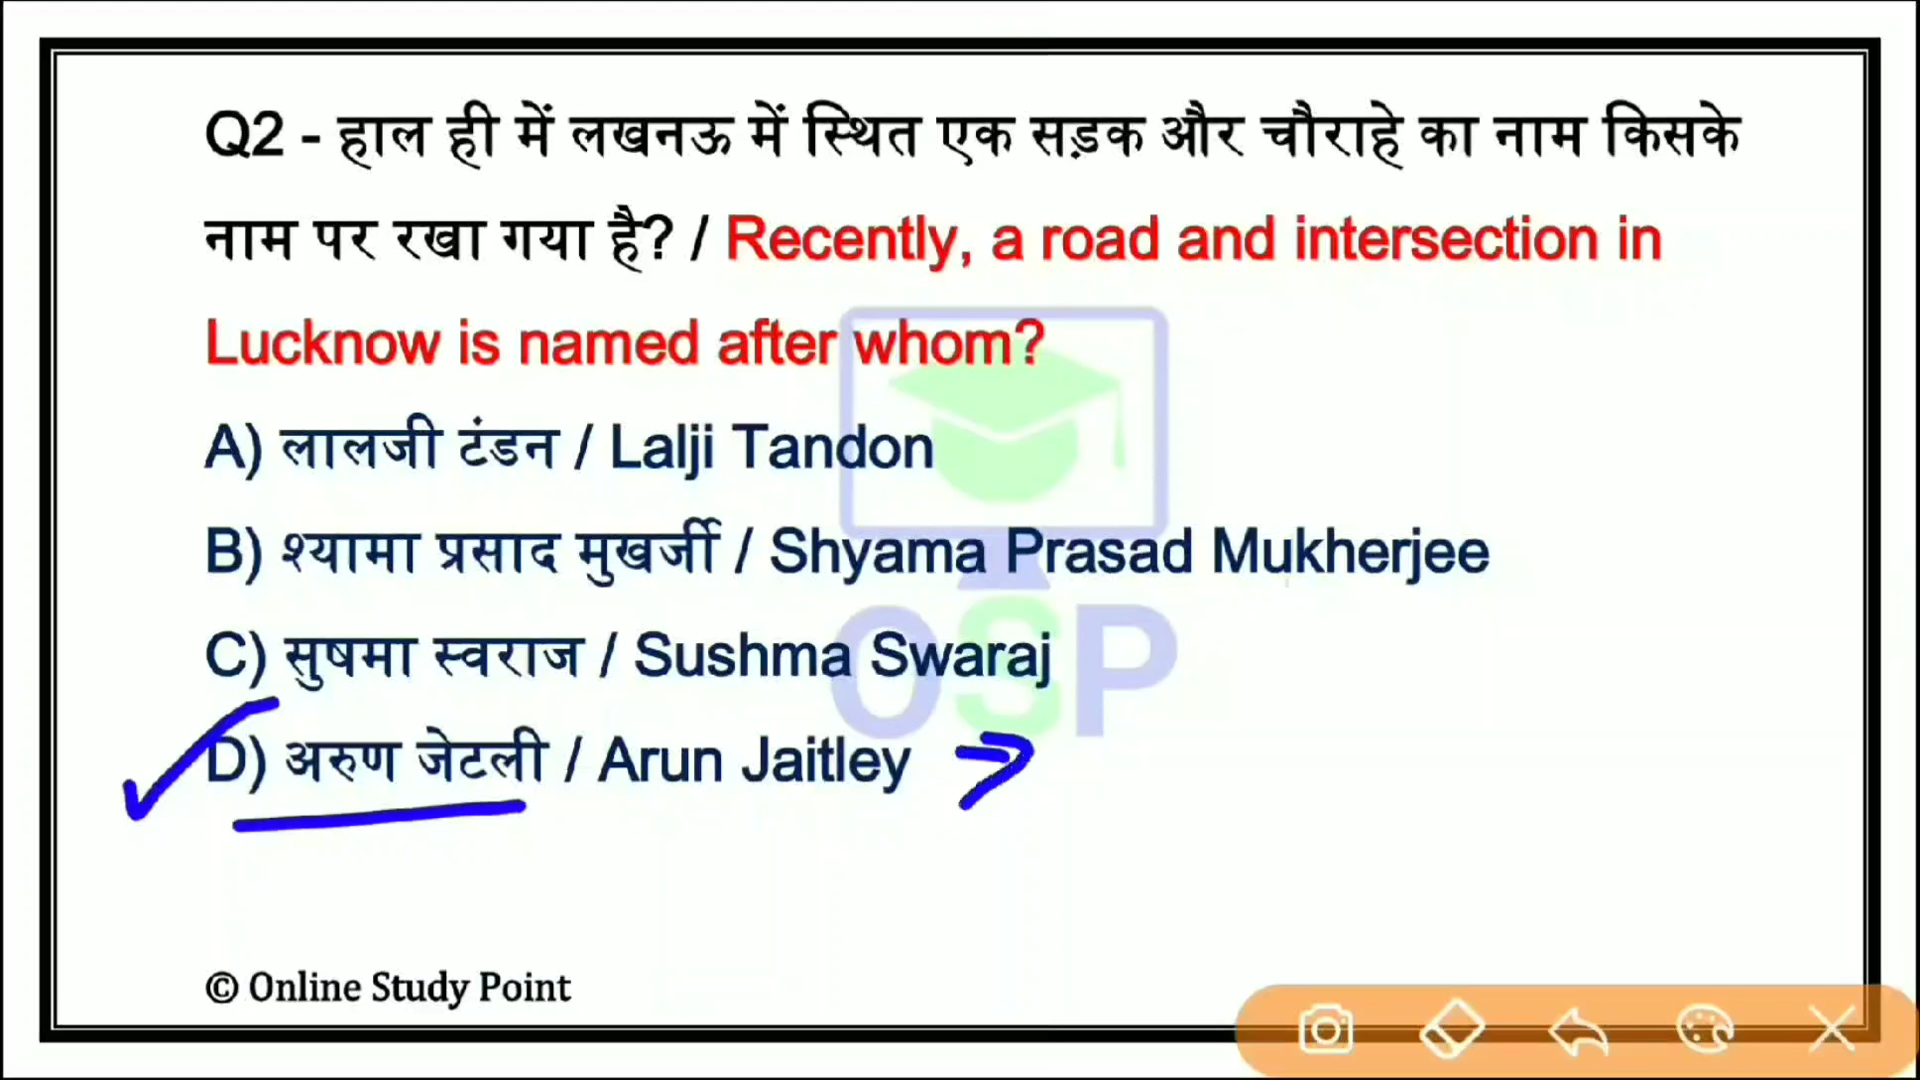 Q2 - हाल ही में लखनऊ में स्थित एक सड़क और चौराहे का नाम किसके
नाम पर रखा गया है? / Recently, a road and intersection in
Lucknow is named after whom?
A) लालजी टंडन / Lalji Tandon
B) श्यामा प्रसाद मुखर्जी / Shyama Prasad Mukherjee
C) सुषमा स्वराज / Sushma Swaraj
D) अरुण जेटली / Arun Jaitley
OSP
© Online Study Point